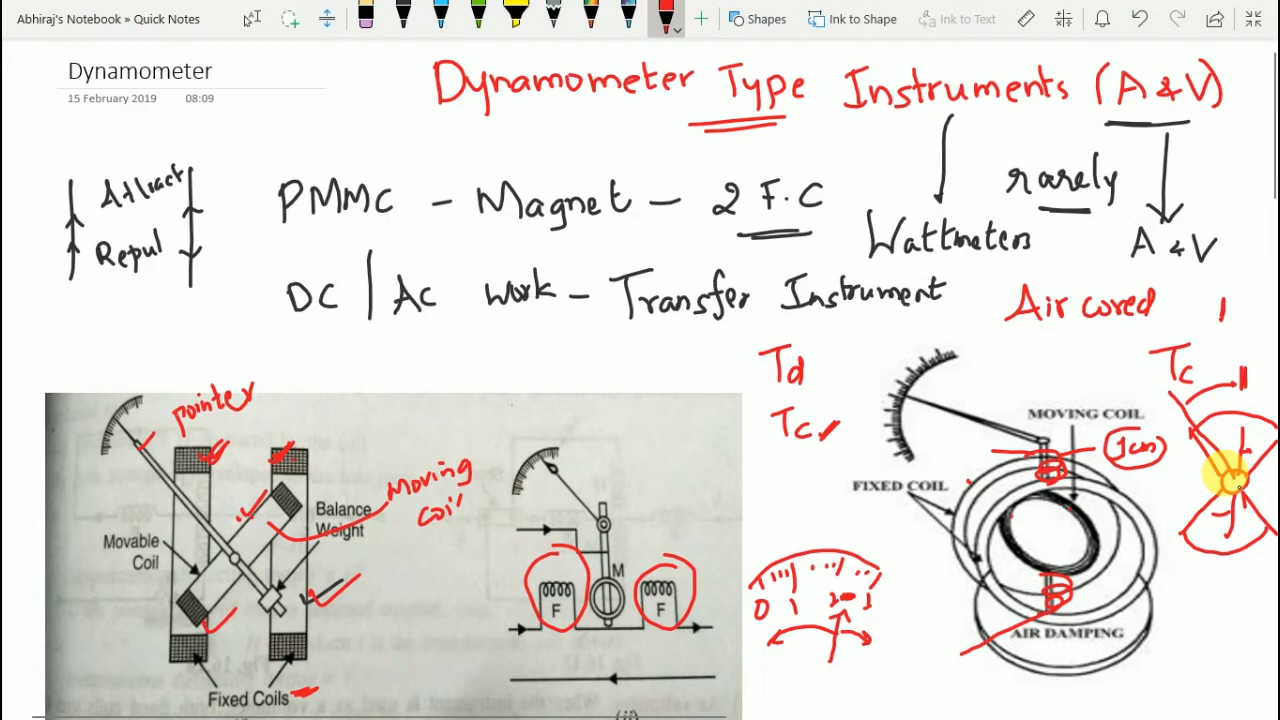 Abhiraj's Notebook » Quick Notes
Shapes
Ink to Shape
Ink to Text
Dynamometer
15 February 2019 08:09
Dynamometer Type Instruments (A & V)
Attract
Repul
PMMC - Magnet - 2 F.C
rarely
Wattmeters
A & V
DC | AC work - Transfer Instrument
Air cored
Td
Tc
Tc
pointer
Moving coil
Balance Weight
Movable Coil
Fixed Coils
M
F
F
(ii)
MOVING COIL
FIXED COIL
AIR DAMPING
0 1